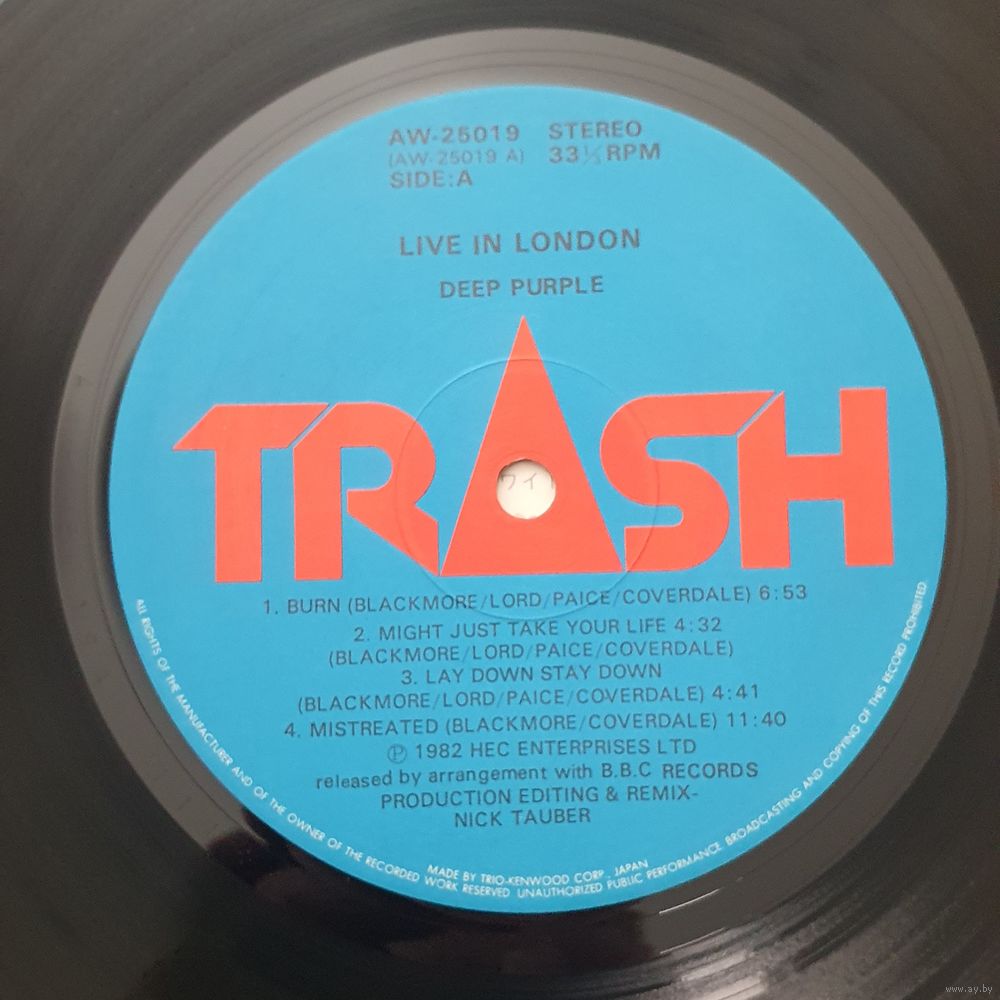 AW-25019 STEREO
(AW-25019 A) 33⅓ RPM
SIDE:A
LIVE IN LONDON
DEEP PURPLE
TRASH
ワイ
1. BURN (BLACKMORE/LORD/PAICE/COVERDALE) 6:53
2. MIGHT JUST TAKE YOUR LIFE 4:32
(BLACKMORE/LORD/PAICE/COVERDALE)
3. LAY DOWN STAY DOWN
(BLACKMORE/LORD/PAICE/COVERDALE) 4:41
4. MISTREATED (BLACKMORE/COVERDALE) 11:40
Ⓟ 1982 HEC ENTERPRISES LTD
released by arrangement with B.B.C RECORDS
PRODUCTION EDITING & REMIX-
NICK TAUBER
MADE BY TRIO-KENWOOD CORP., JAPAN
ALL RIGHTS OF THE MANUFACTURER AND OF THE OWNER OF THE RECORDED WORK RESERVED UNAUTHORIZED PUBLIC PERFORMANCE BROADCASTING AND COPYING OF THIS RECORD PROHIBITED
www.ay.by